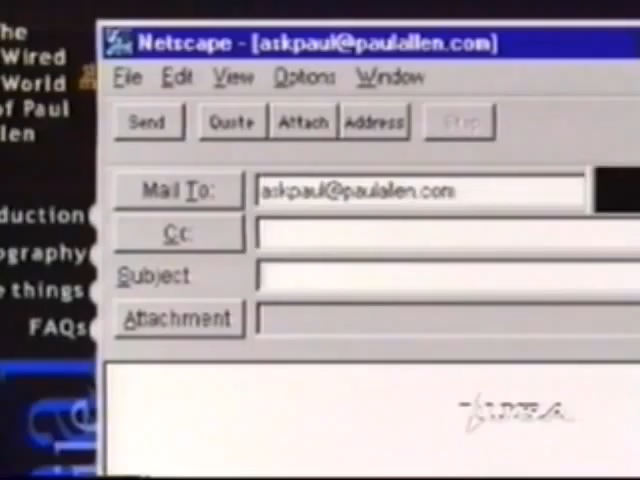 The
Wired
World
of Paul
llen
duction
ography
e things
FAQs
Netscape - [askpaul@paulallen.com]
File Edit View Options Window
Send Quote Attach Address Stop
Mail To: askpaul@paulallen.com
Cc:
Subject
Attachment